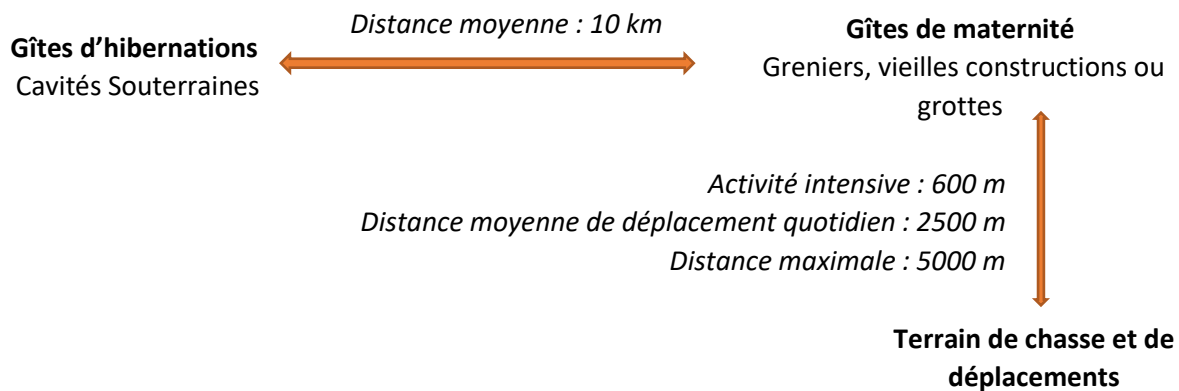 Distance moyenne : 10 km
Gîtes d’hibernations
Cavités Souterraines
Gîtes de maternité
Greniers, vieilles constructions ou
grottes
Activité intensive : 600 m
Distance moyenne de déplacement quotidien : 2500 m
Distance maximale : 5000 m
Terrain de chasse et de
déplacements